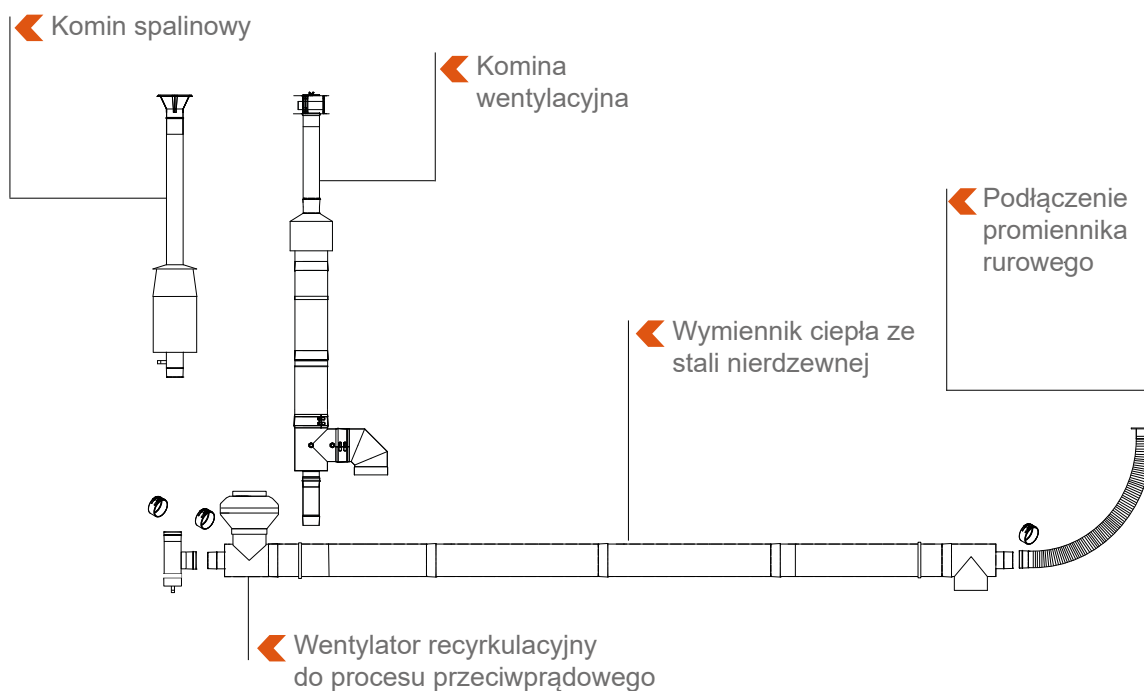 Komin spalinowy
Komina
wentylacyjna
Podłączenie
promiennika
rurowego
Wymiennik ciepła ze
stali nierdzewnej
Wentylator recyrkulacyjny
do procesu przeciwprądowego